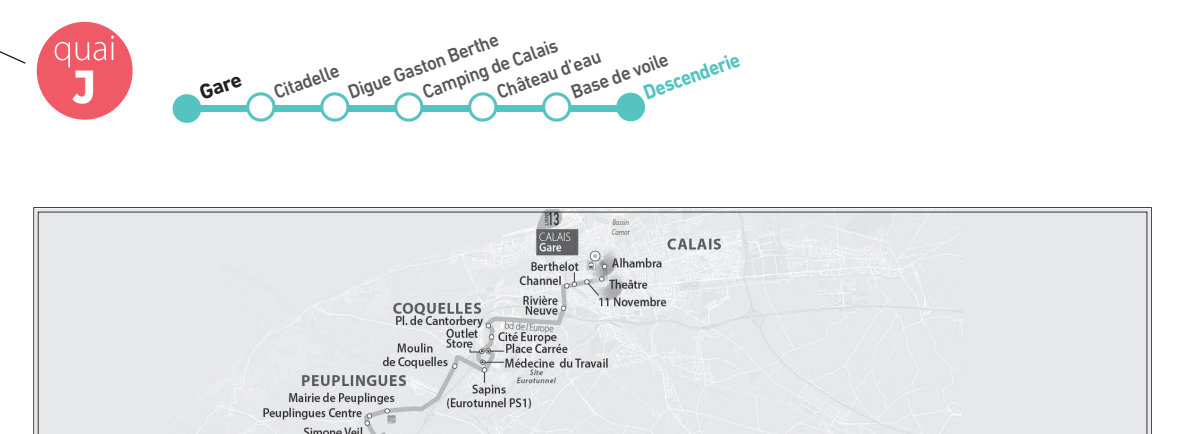 quai
J
Gare
Citadelle
Digue Gaston Berthe
Camping de Calais
Château d'eau
Base de voile
Descenderie
13
CALAIS
Gare
Bassin
Carnot
CALAIS
Berthelot
Alhambra
Channel
Theâtre
11 Novembre
Rivière
Neuve
COQUELLES
Pl. de Cantorbery
bd de l'Europe
Outlet
Store
Cité Europe
Place Carrée
Moulin
de Coquelles
Médecine du Travail
Site
Eurotunnel
PEUPLINGUES
Sapins
(Eurotunnel PS1)
Mairie de Peuplinges
Peuplingues Centre
Simone Veil